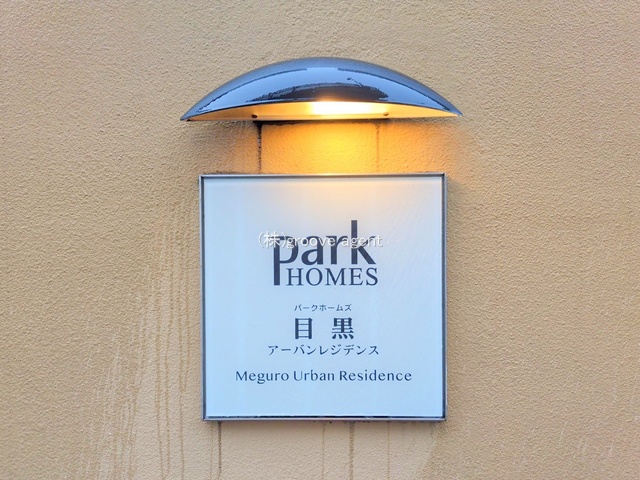 park
(株)groove agent
HOMES
パークホームズ
目黒
アーバンレジデンス
Meguro Urban Residence